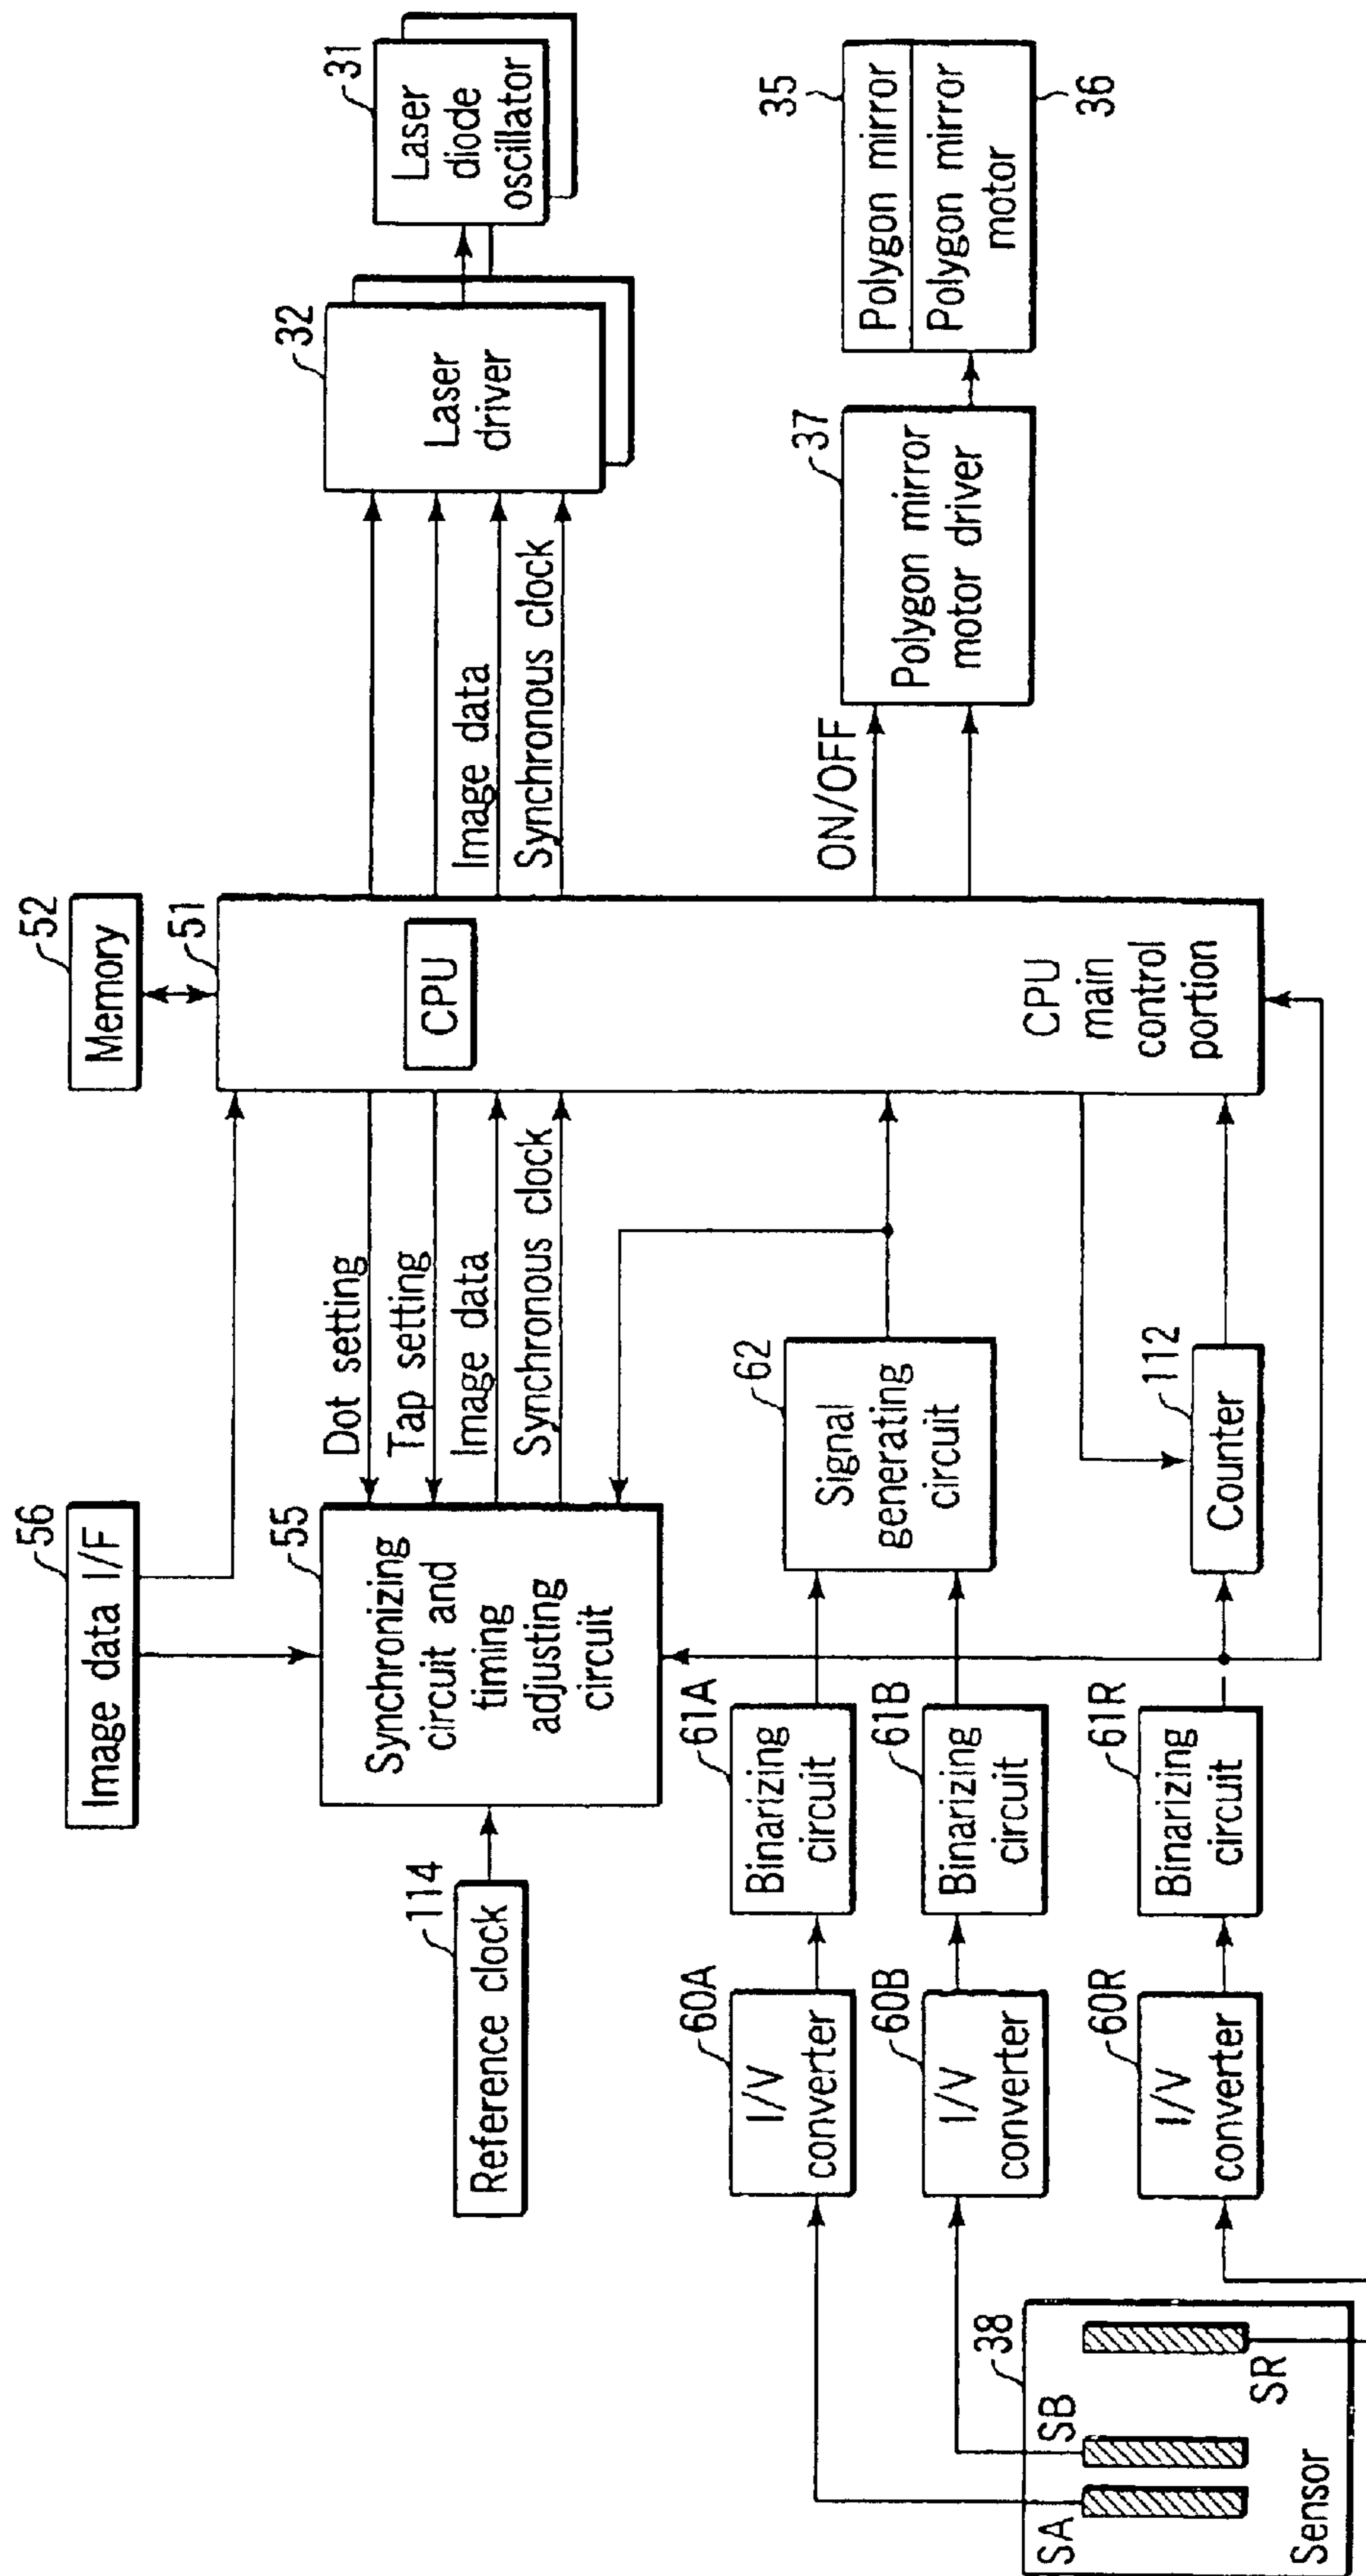 56
Image data I/F
52
Memory
51
CPU
CPU
main
control
portion
Dot setting
Tap setting
Image data
Synchronous clock
Image data
Synchronous clock
32
Laser
driver
31
Laser
diode
oscillator
114
Reference clock
55
Synchronizing
circuit and
timing
adjusting
circuit
ON/OFF
37
Polygon mirror
motor driver
35
Polygon mirror
Polygon mirror
motor
36
60A
I/V
converter
61A
Binarizing
circuit
62
Signal
generating
circuit
60B
I/V
converter
61B
Binarizing
circuit
60R
I/V
converter
61R
Binarizing
circuit
112
Counter
38
SA
SB
SR
Sensor